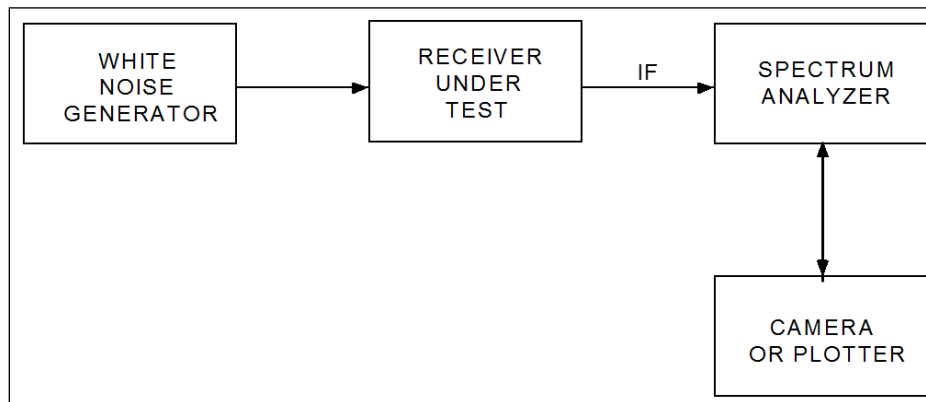 WHITE
NOISE
GENERATOR
RECEIVER
UNDER
TEST
IF
SPECTRUM
ANALYZER
CAMERA
OR PLOTTER